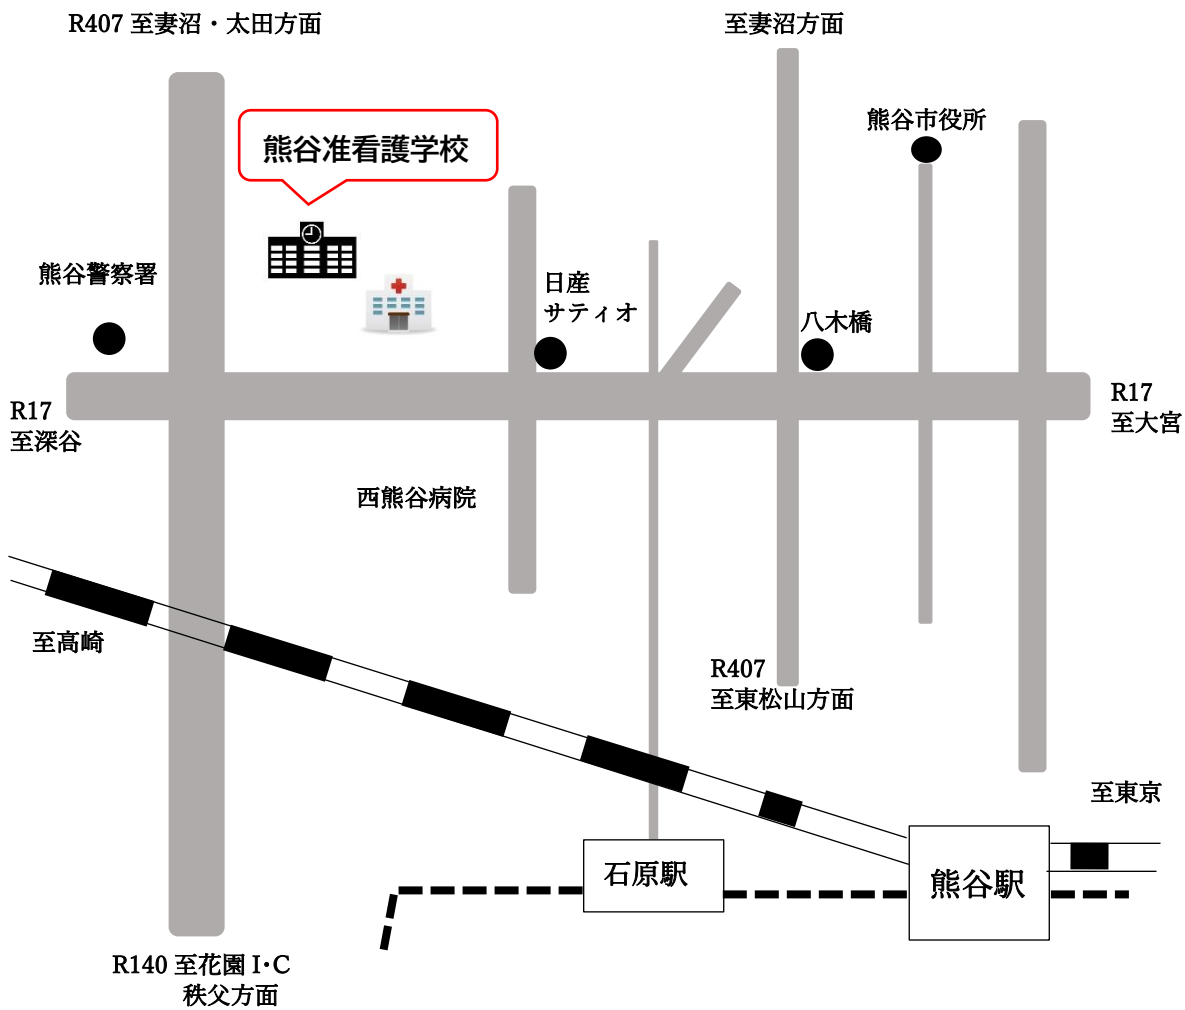 R407 至妻沼・太田方面
至妻沼方面
熊谷市役所
熊谷准看護学校
熊谷警察署
日産
サティオ
八木橋
R17
至深谷
R17
至大宮
西熊谷病院
至高崎
R407
至東松山方面
至東京
石原駅
熊谷駅
R140 至花園 I・C
秩父方面